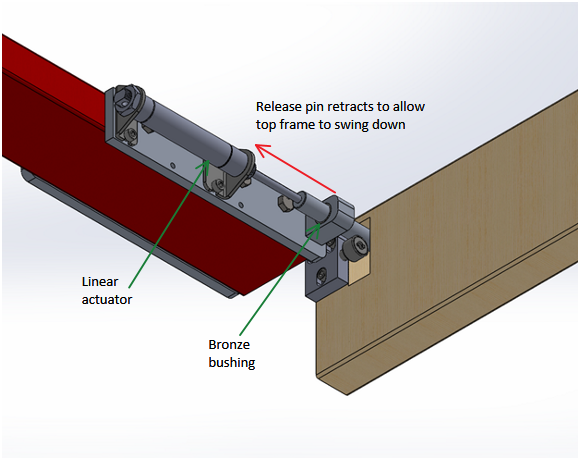 Release pin retracts to allow
top frame to swing down
Linear
actuator
Bronze
bushing